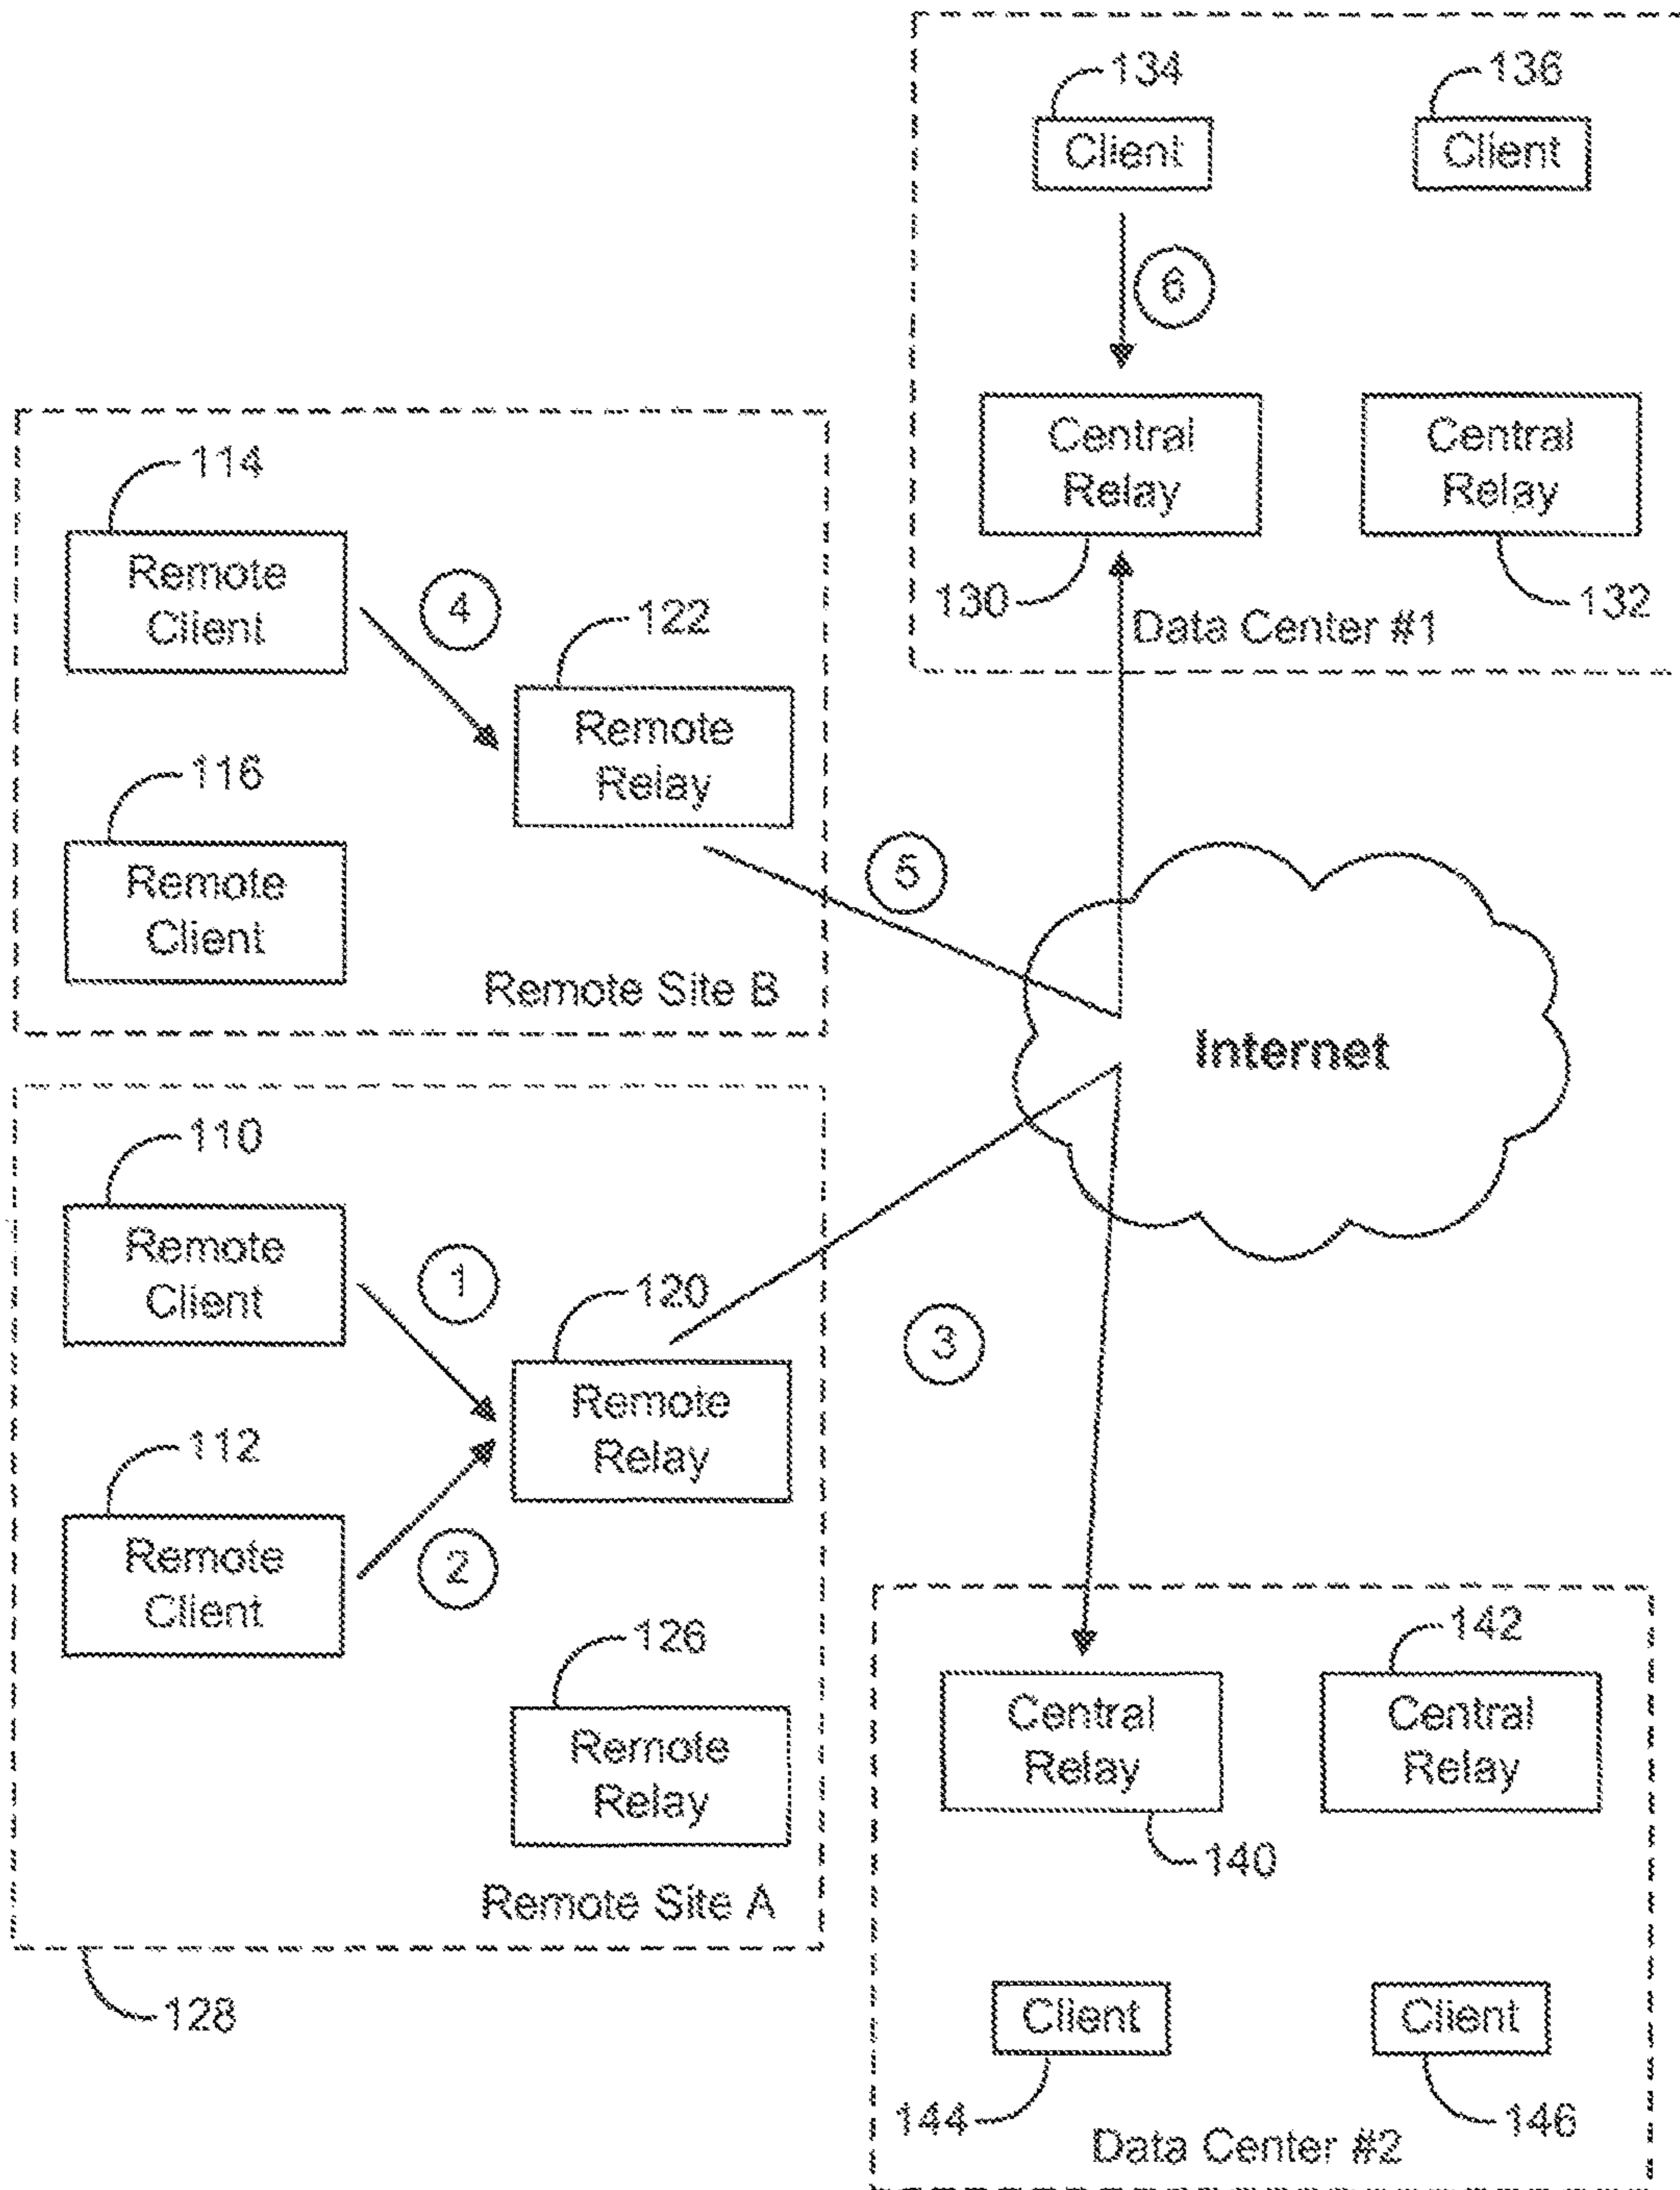 134
136
Client
Client
6
Central
Relay
Central
Relay
130
132
Data Center #1
114
Remote
Client
4
122
Remote
Relay
116
Remote
Client
5
Remote Site B
Internet
110
Remote
Client
1
120
Remote
Relay
3
112
Remote
Client
2
126
Remote
Relay
Remote Site A
128
142
Central
Relay
Central
Relay
140
Client
Client
144
146
Data Center #2